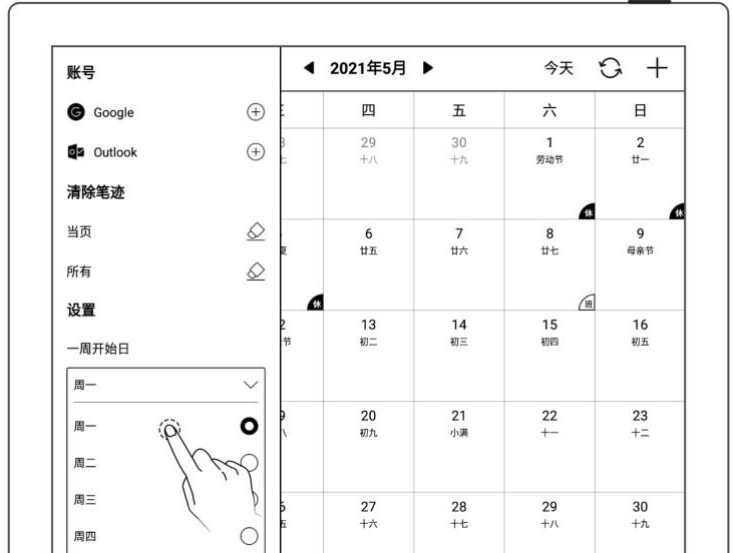 账号
Google
Outlook
清除笔迹
当页
所有
设置
一周开始日
周一
周一
周二
周三
周四
2021年5月
今天
四 五 六 日
29 30 1 2
十八 十九 劳动节 廿一
休 休
6 7 8 9
廿五 廿六 廿七 母亲节
休 班
13 14 15 16
节 初二 初三 初四 初五
20 21 22 23
初九 小满 十一 十二
27 28 29 30
十六 十七 十八 十九